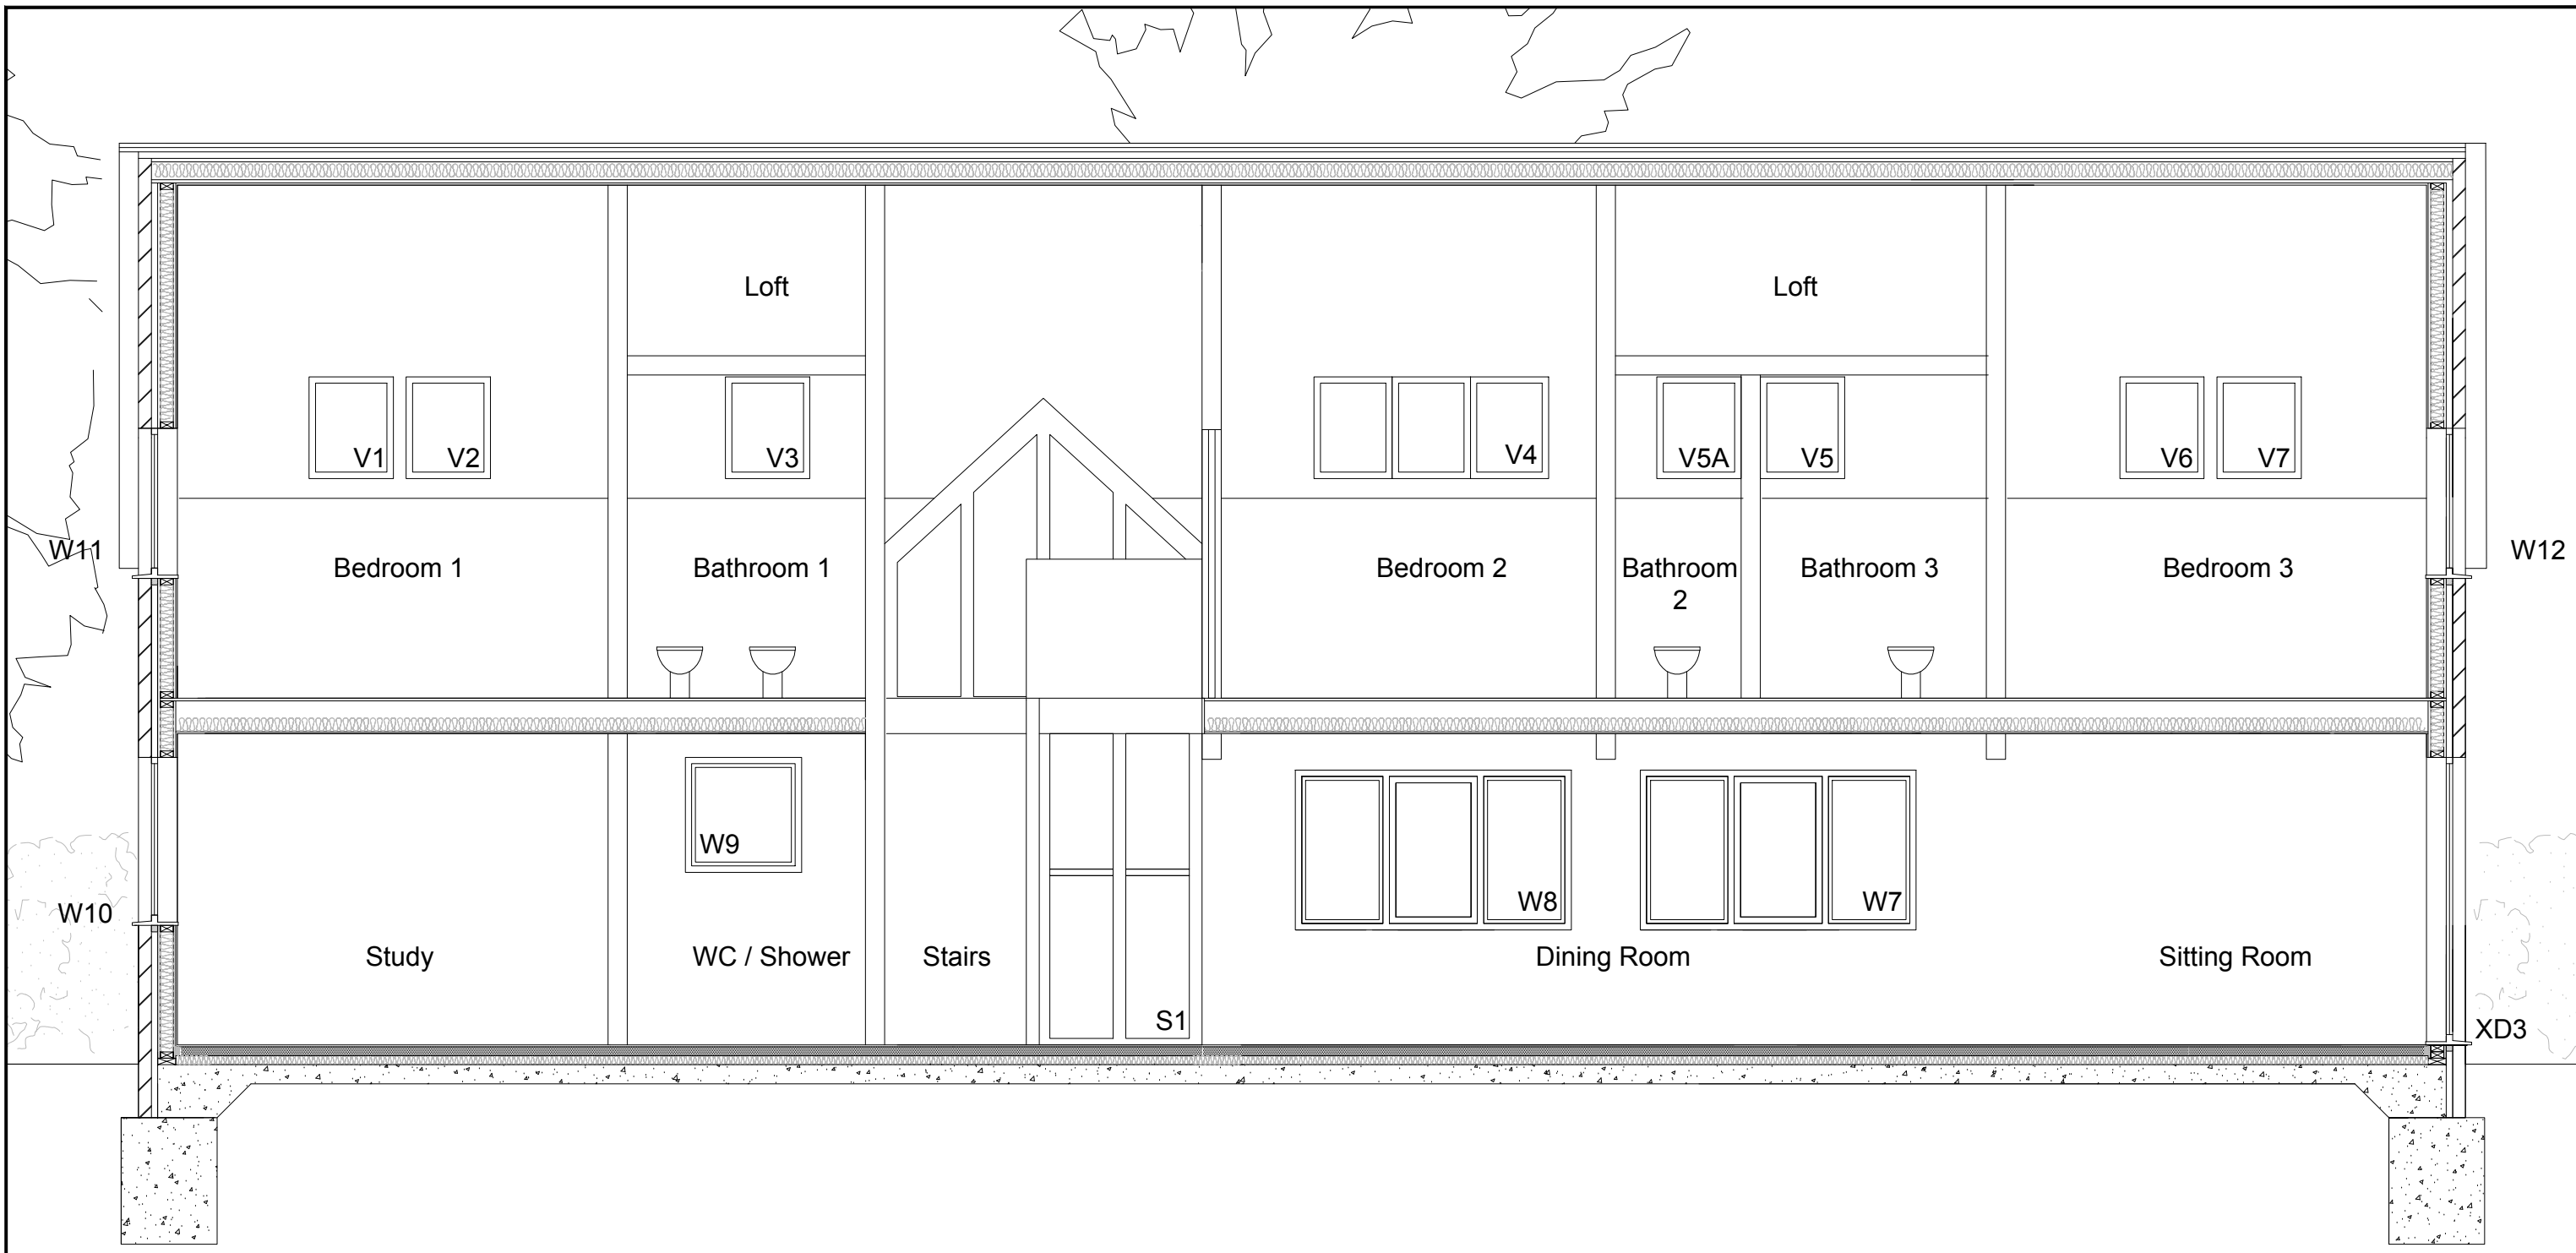 Loft
Loft
V1
V2
V3
V4
V5A
V5
V6
V7
W11
W12
Bedroom 1
Bathroom 1
Bedroom 2
Bathroom
2
Bathroom 3
Bedroom 3
W9
W8
W7
W10
Study
WC / Shower
Stairs
Dining Room
Sitting Room
S1
XD3